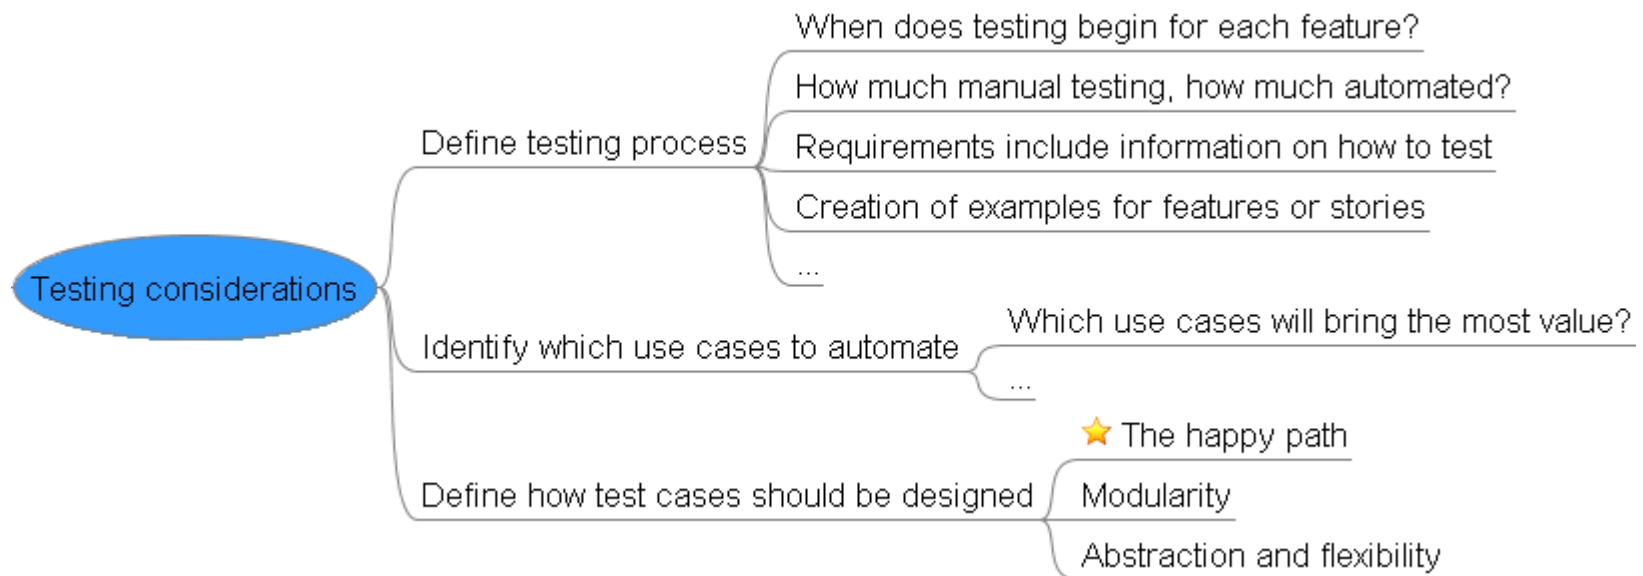 When does testing begin for each feature?
How much manual testing, how much automated?
Define testing process
Requirements include information on how to test
Creation of examples for features or stories
...
Testing considerations
Which use cases will bring the most value?
Identify which use cases to automate
...
The happy path
Define how test cases should be designed
Modularity
Abstraction and flexibility